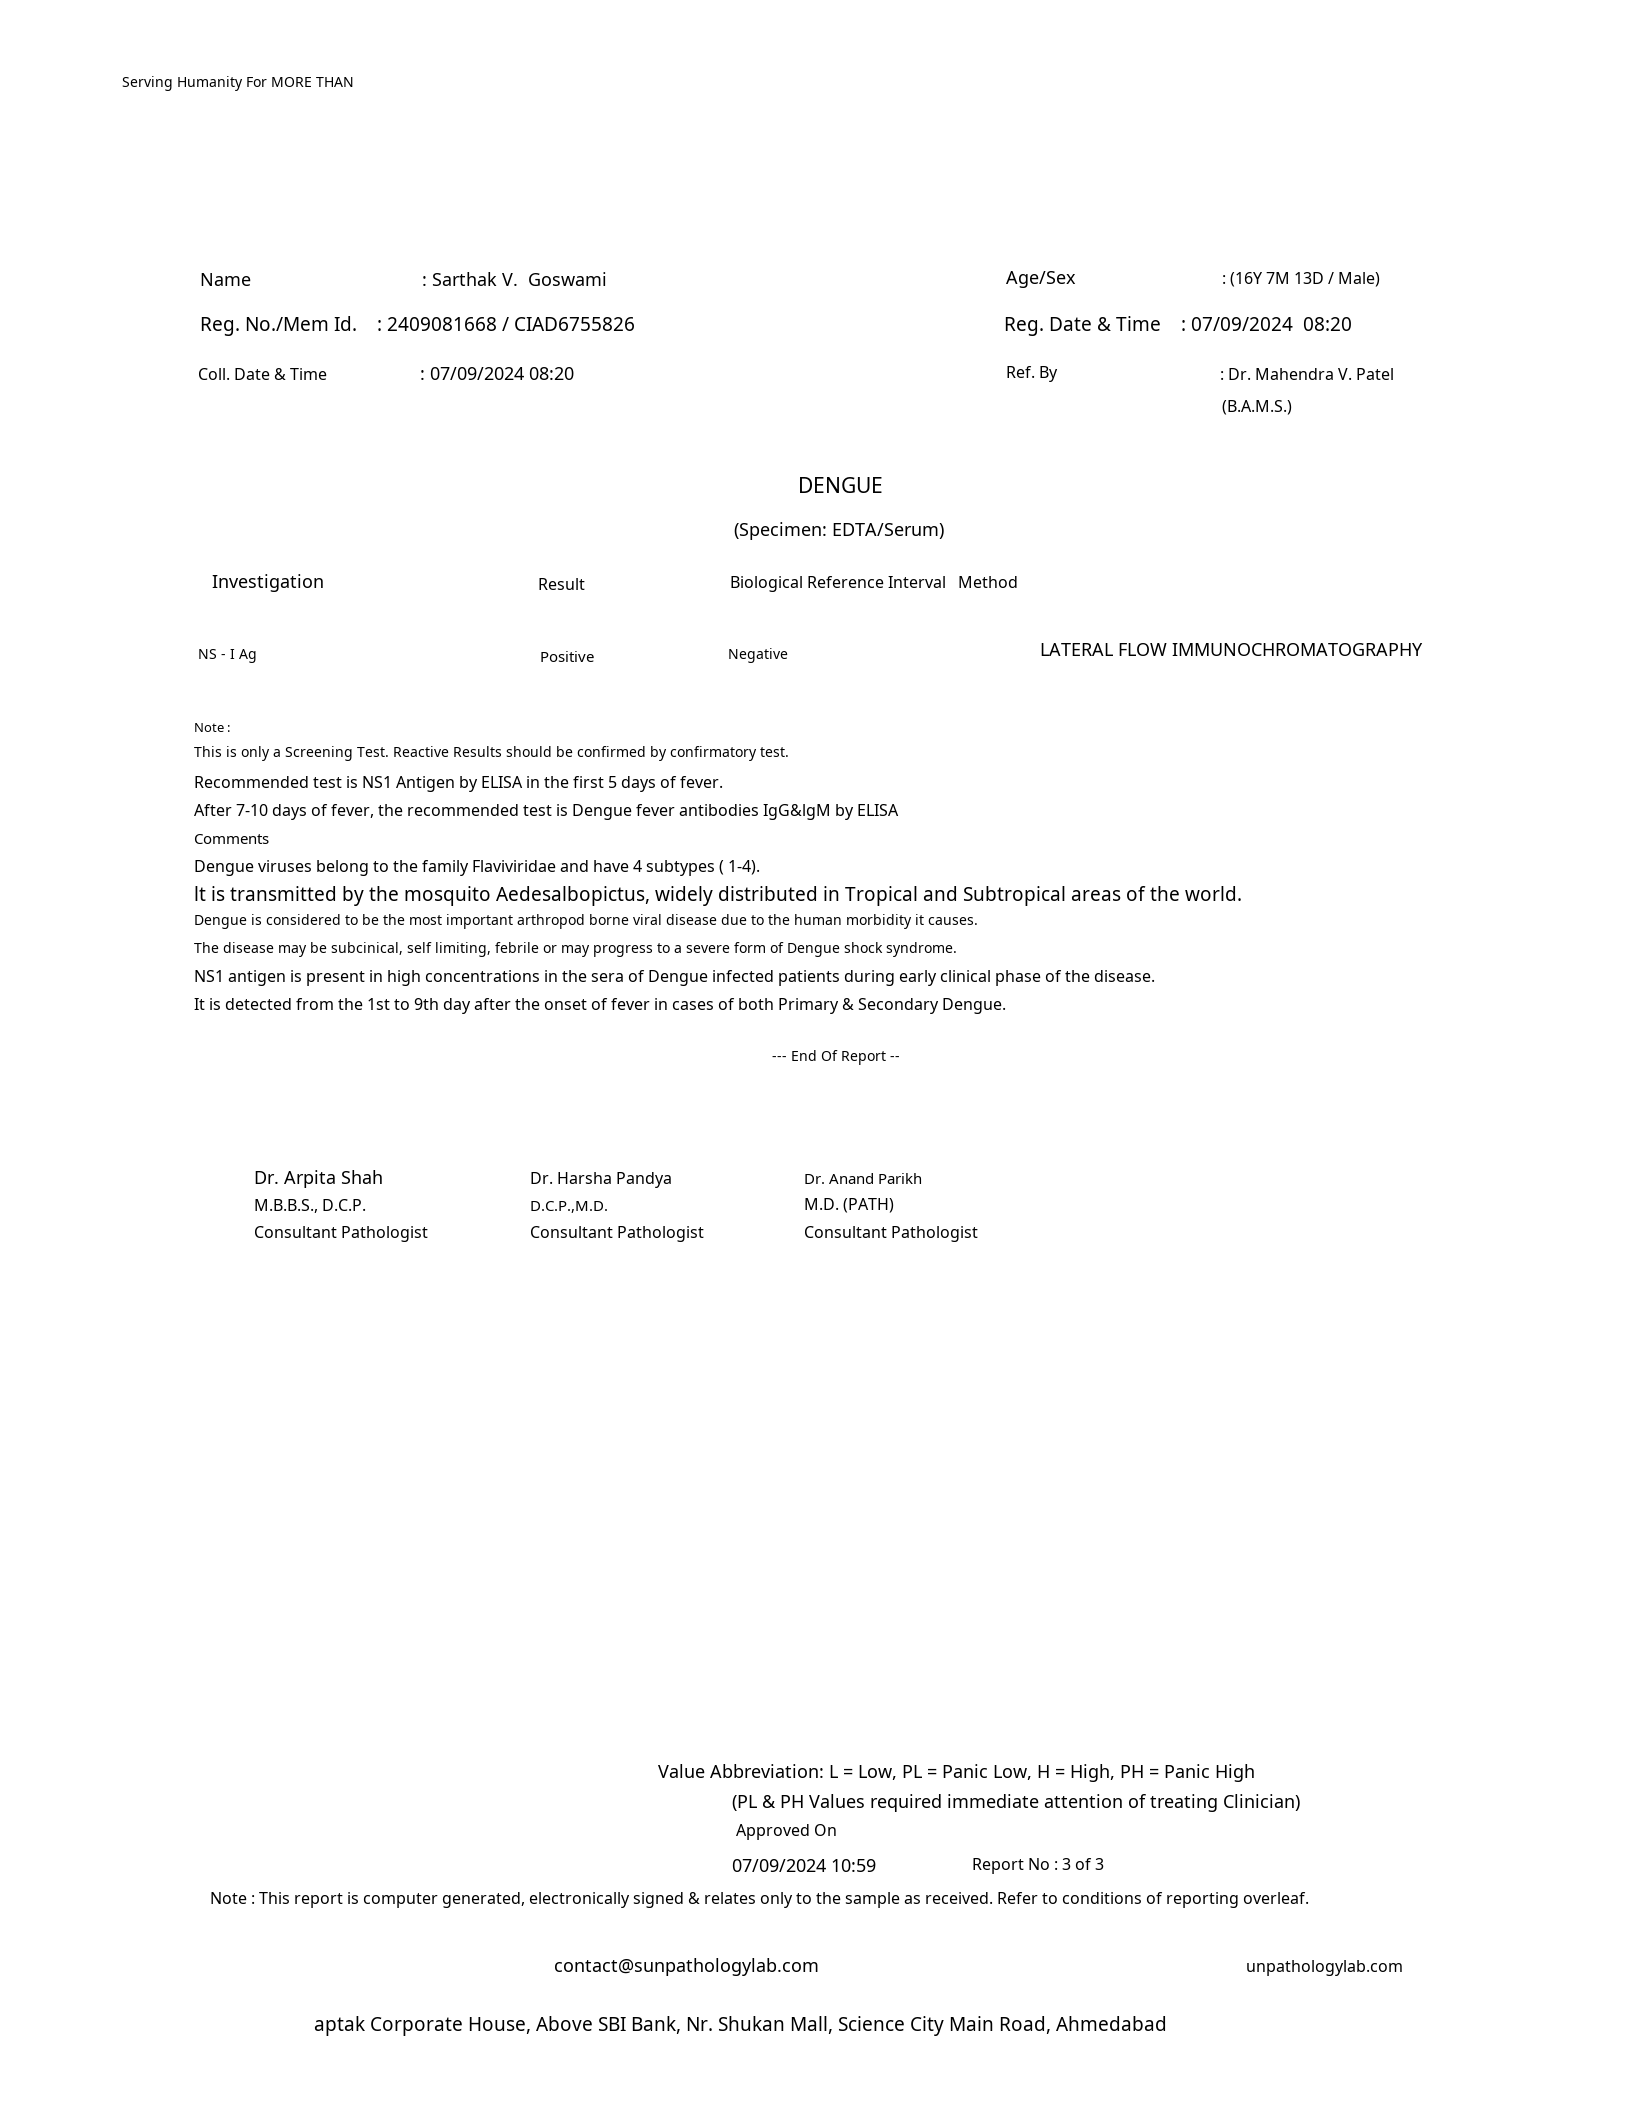 Serving Humanity For MORE THAN
Name : Sarthak V. Goswami Age/Sex : (16Y 7M 13D / Male)
Reg. No./Mem Id. : 2409081668 / CIAD6755826 Reg. Date & Time : 07/09/2024 08:20
Coll. Date & Time : 07/09/2024 08:20 Ref. By : Dr. Mahendra V. Patel
(B.A.M.S.)
DENGUE
(Specimen: EDTA/Serum)
Investigation Result Biological Reference Interval Method
NS - I Ag Positive Negative LATERAL FLOW IMMUNOCHROMATOGRAPHY
Note :
This is only a Screening Test. Reactive Results should be confirmed by confirmatory test.
Recommended test is NS1 Antigen by ELISA in the first 5 days of fever.
After 7-10 days of fever, the recommended test is Dengue fever antibodies IgG&lgM by ELISA
Comments
Dengue viruses belong to the family Flaviviridae and have 4 subtypes ( 1-4).
lt is transmitted by the mosquito Aedesalbopictus, widely distributed in Tropical and Subtropical areas of the world.
Dengue is considered to be the most important arthropod borne viral disease due to the human morbidity it causes.
The disease may be subcinical, self limiting, febrile or may progress to a severe form of Dengue shock syndrome.
NS1 antigen is present in high concentrations in the sera of Dengue infected patients during early clinical phase of the disease.
It is detected from the 1st to 9th day after the onset of fever in cases of both Primary & Secondary Dengue.
--- End Of Report --
Dr. Arpita Shah Dr. Harsha Pandya Dr. Anand Parikh
M.B.B.S., D.C.P. D.C.P.,M.D. M.D. (PATH)
Consultant Pathologist Consultant Pathologist Consultant Pathologist
Value Abbreviation: L = Low, PL = Panic Low, H = High, PH = Panic High
(PL & PH Values required immediate attention of treating Clinician)
Approved On
07/09/2024 10:59 Report No : 3 of 3
Note : This report is computer generated, electronically signed & relates only to the sample as received. Refer to conditions of reporting overleaf.
contact@sunpathologylab.com unpathologylab.com
aptak Corporate House, Above SBI Bank, Nr. Shukan Mall, Science City Main Road, Ahmedabad